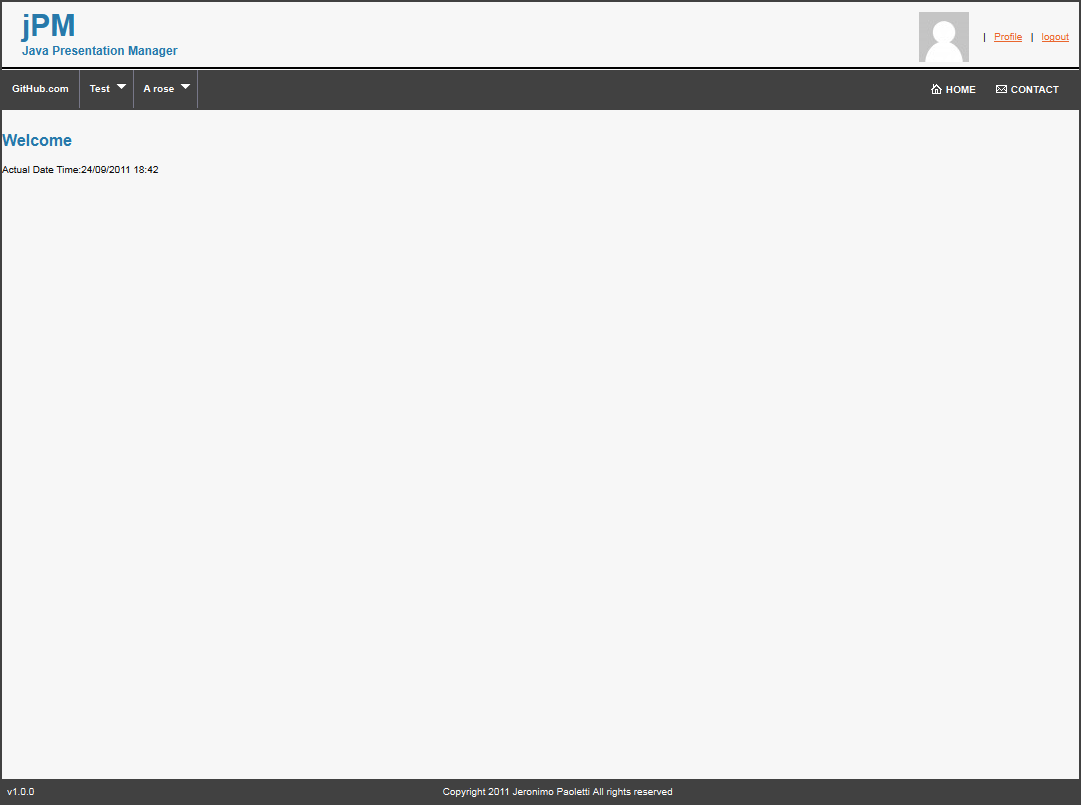 jPM
Java Presentation Manager
| Profile | logout
GitHub.com Test A rose HOME CONTACT
Welcome
Actual Date Time:24/09/2011 18:42
v1.0.0 Copyright 2011 Jeronimo Paoletti All rights reserved